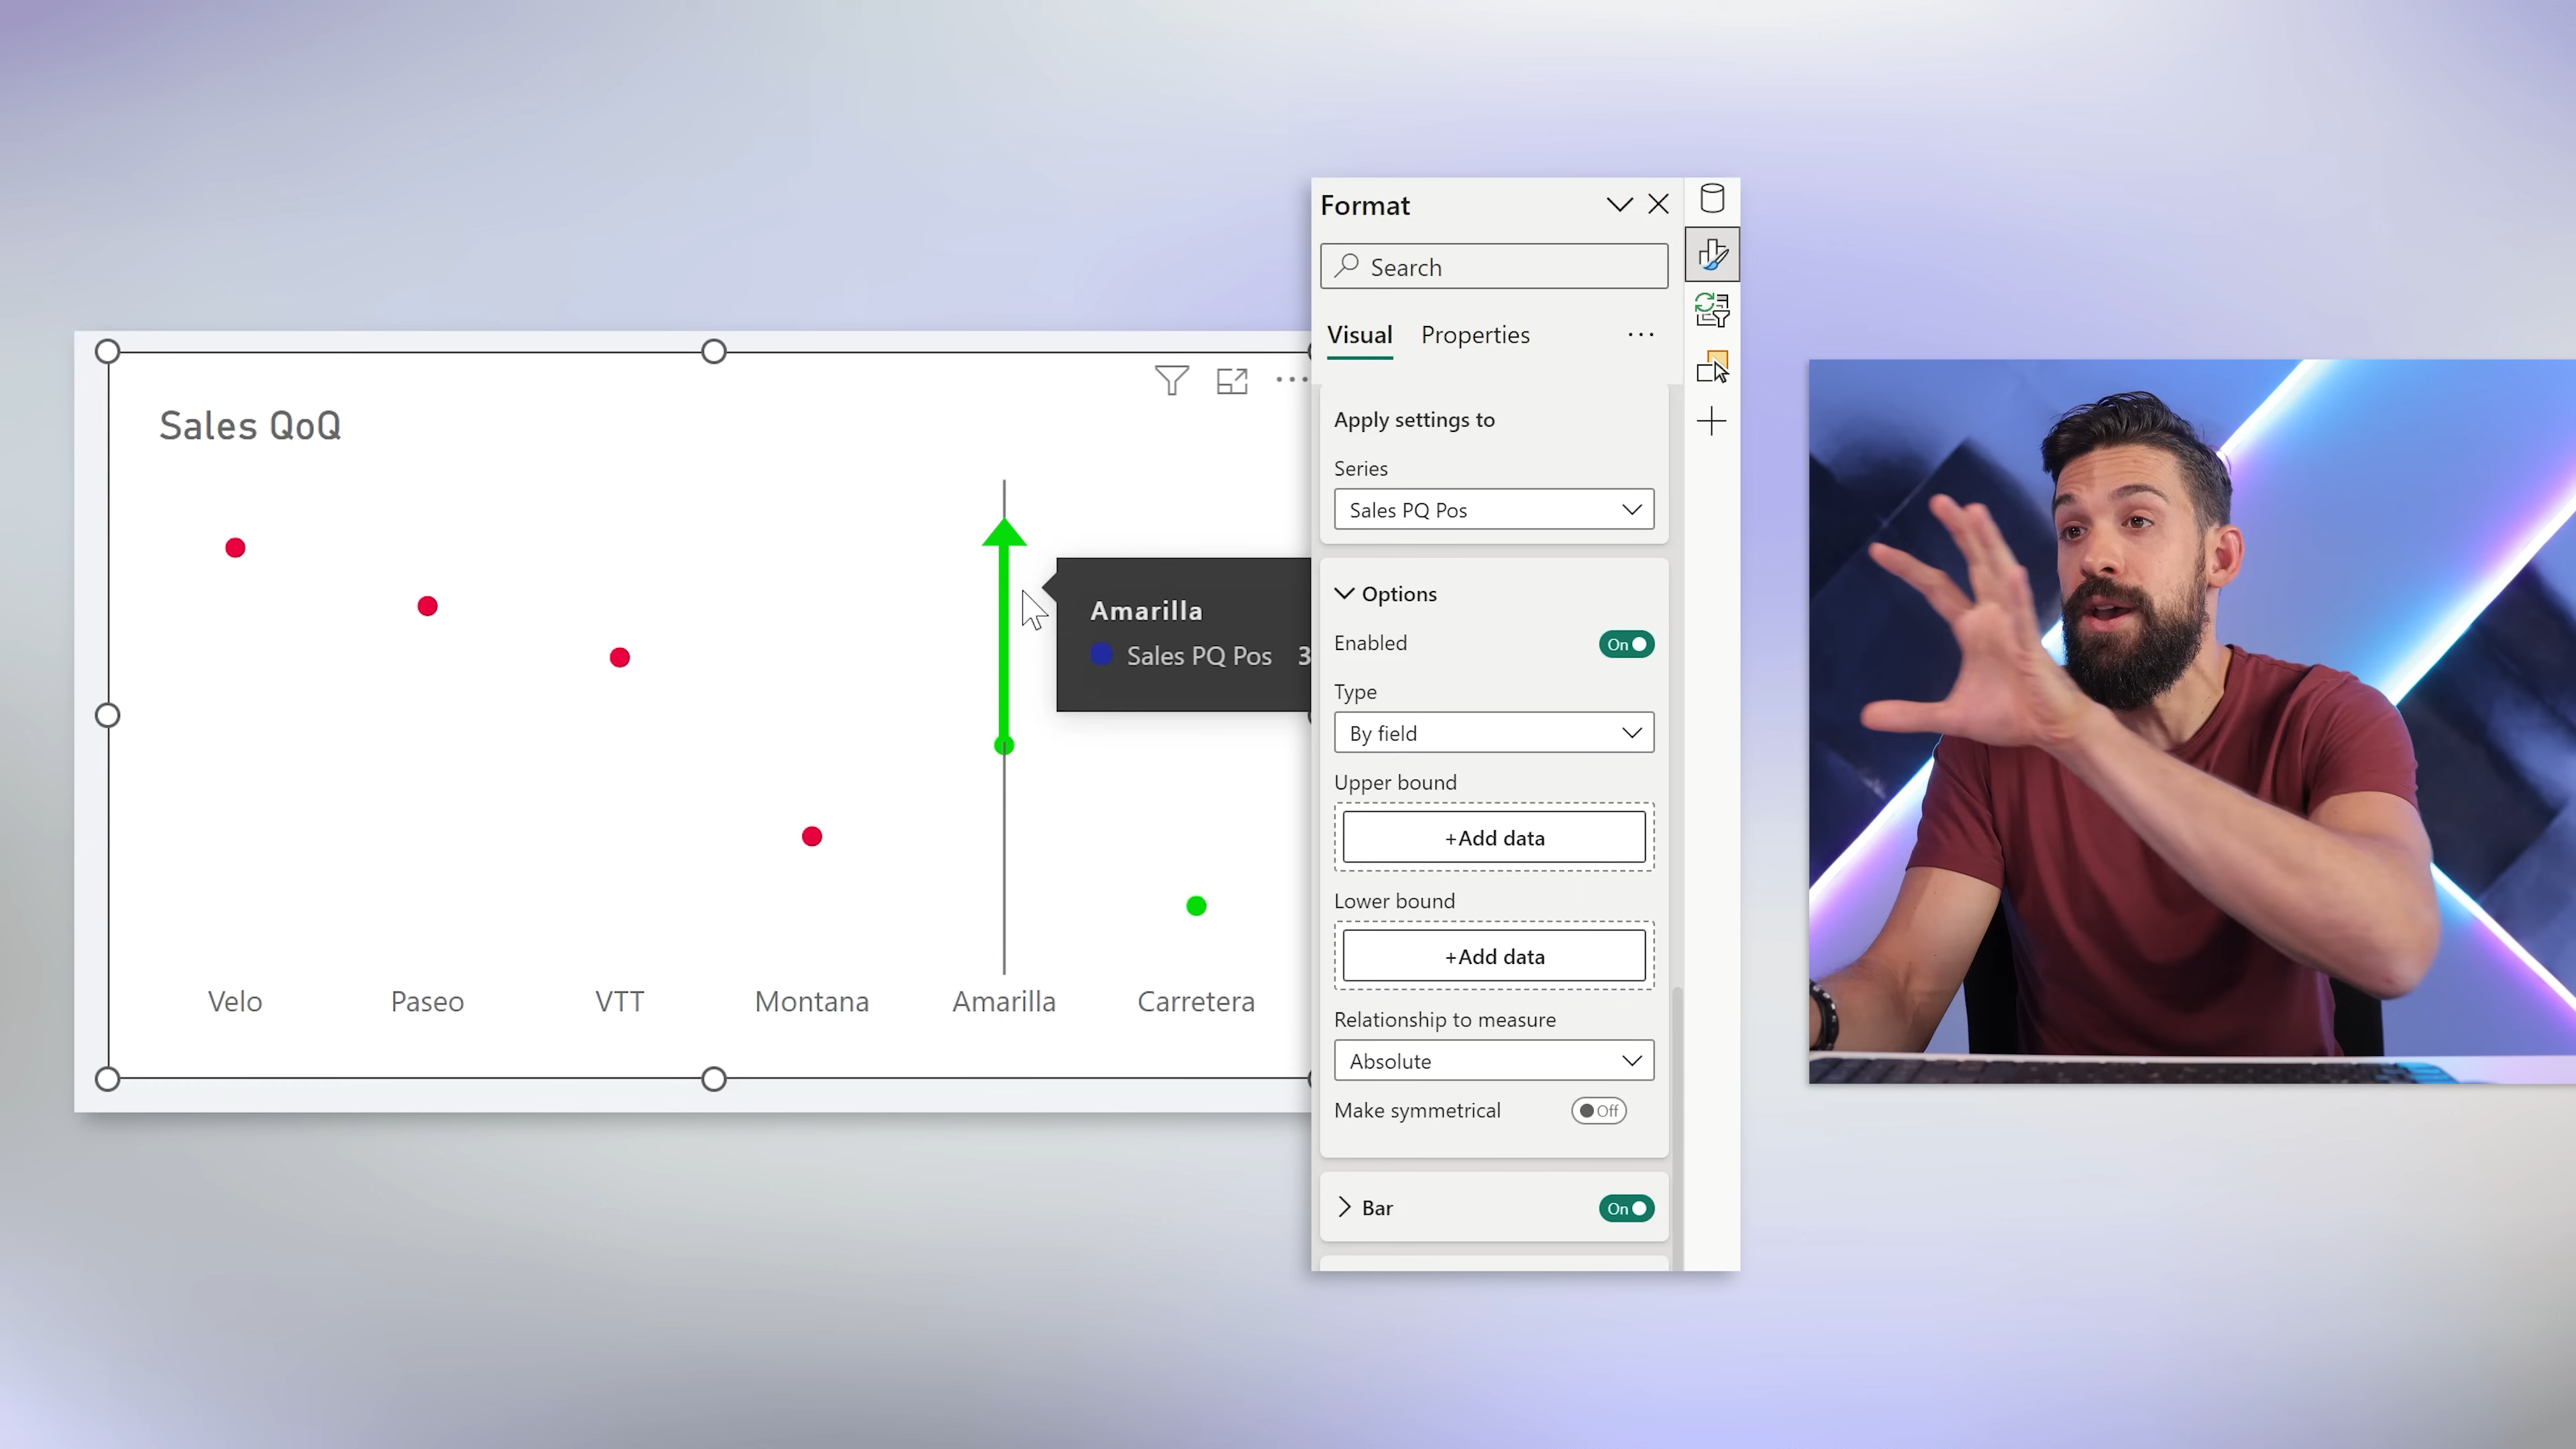 Sales QoQ
Amarilla
Sales PQ Pos 3
Velo Paseo VTT Montana Amarilla Carretera
Format
Search
Visual Properties
Apply settings to
Series
Sales PQ Pos
Options
Enabled On
Type
By field
Upper bound
+Add data
Lower bound
+Add data
Relationship to measure
Absolute
Make symmetrical Off
Bar On